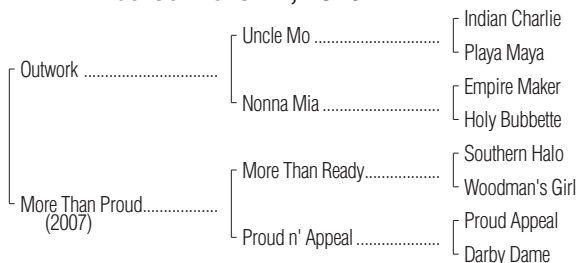 Indian Charlie
Uncle Mo ................................
Playa Maya
Outwork ..................................
Empire Maker
Nonna Mia .............................
Holy Bubbette
Southern Halo
More Than Ready...................
Woodman's Girl
More Than Proud...................
(2007)
Proud Appeal
Proud n' Appeal .....................
Darby Dame